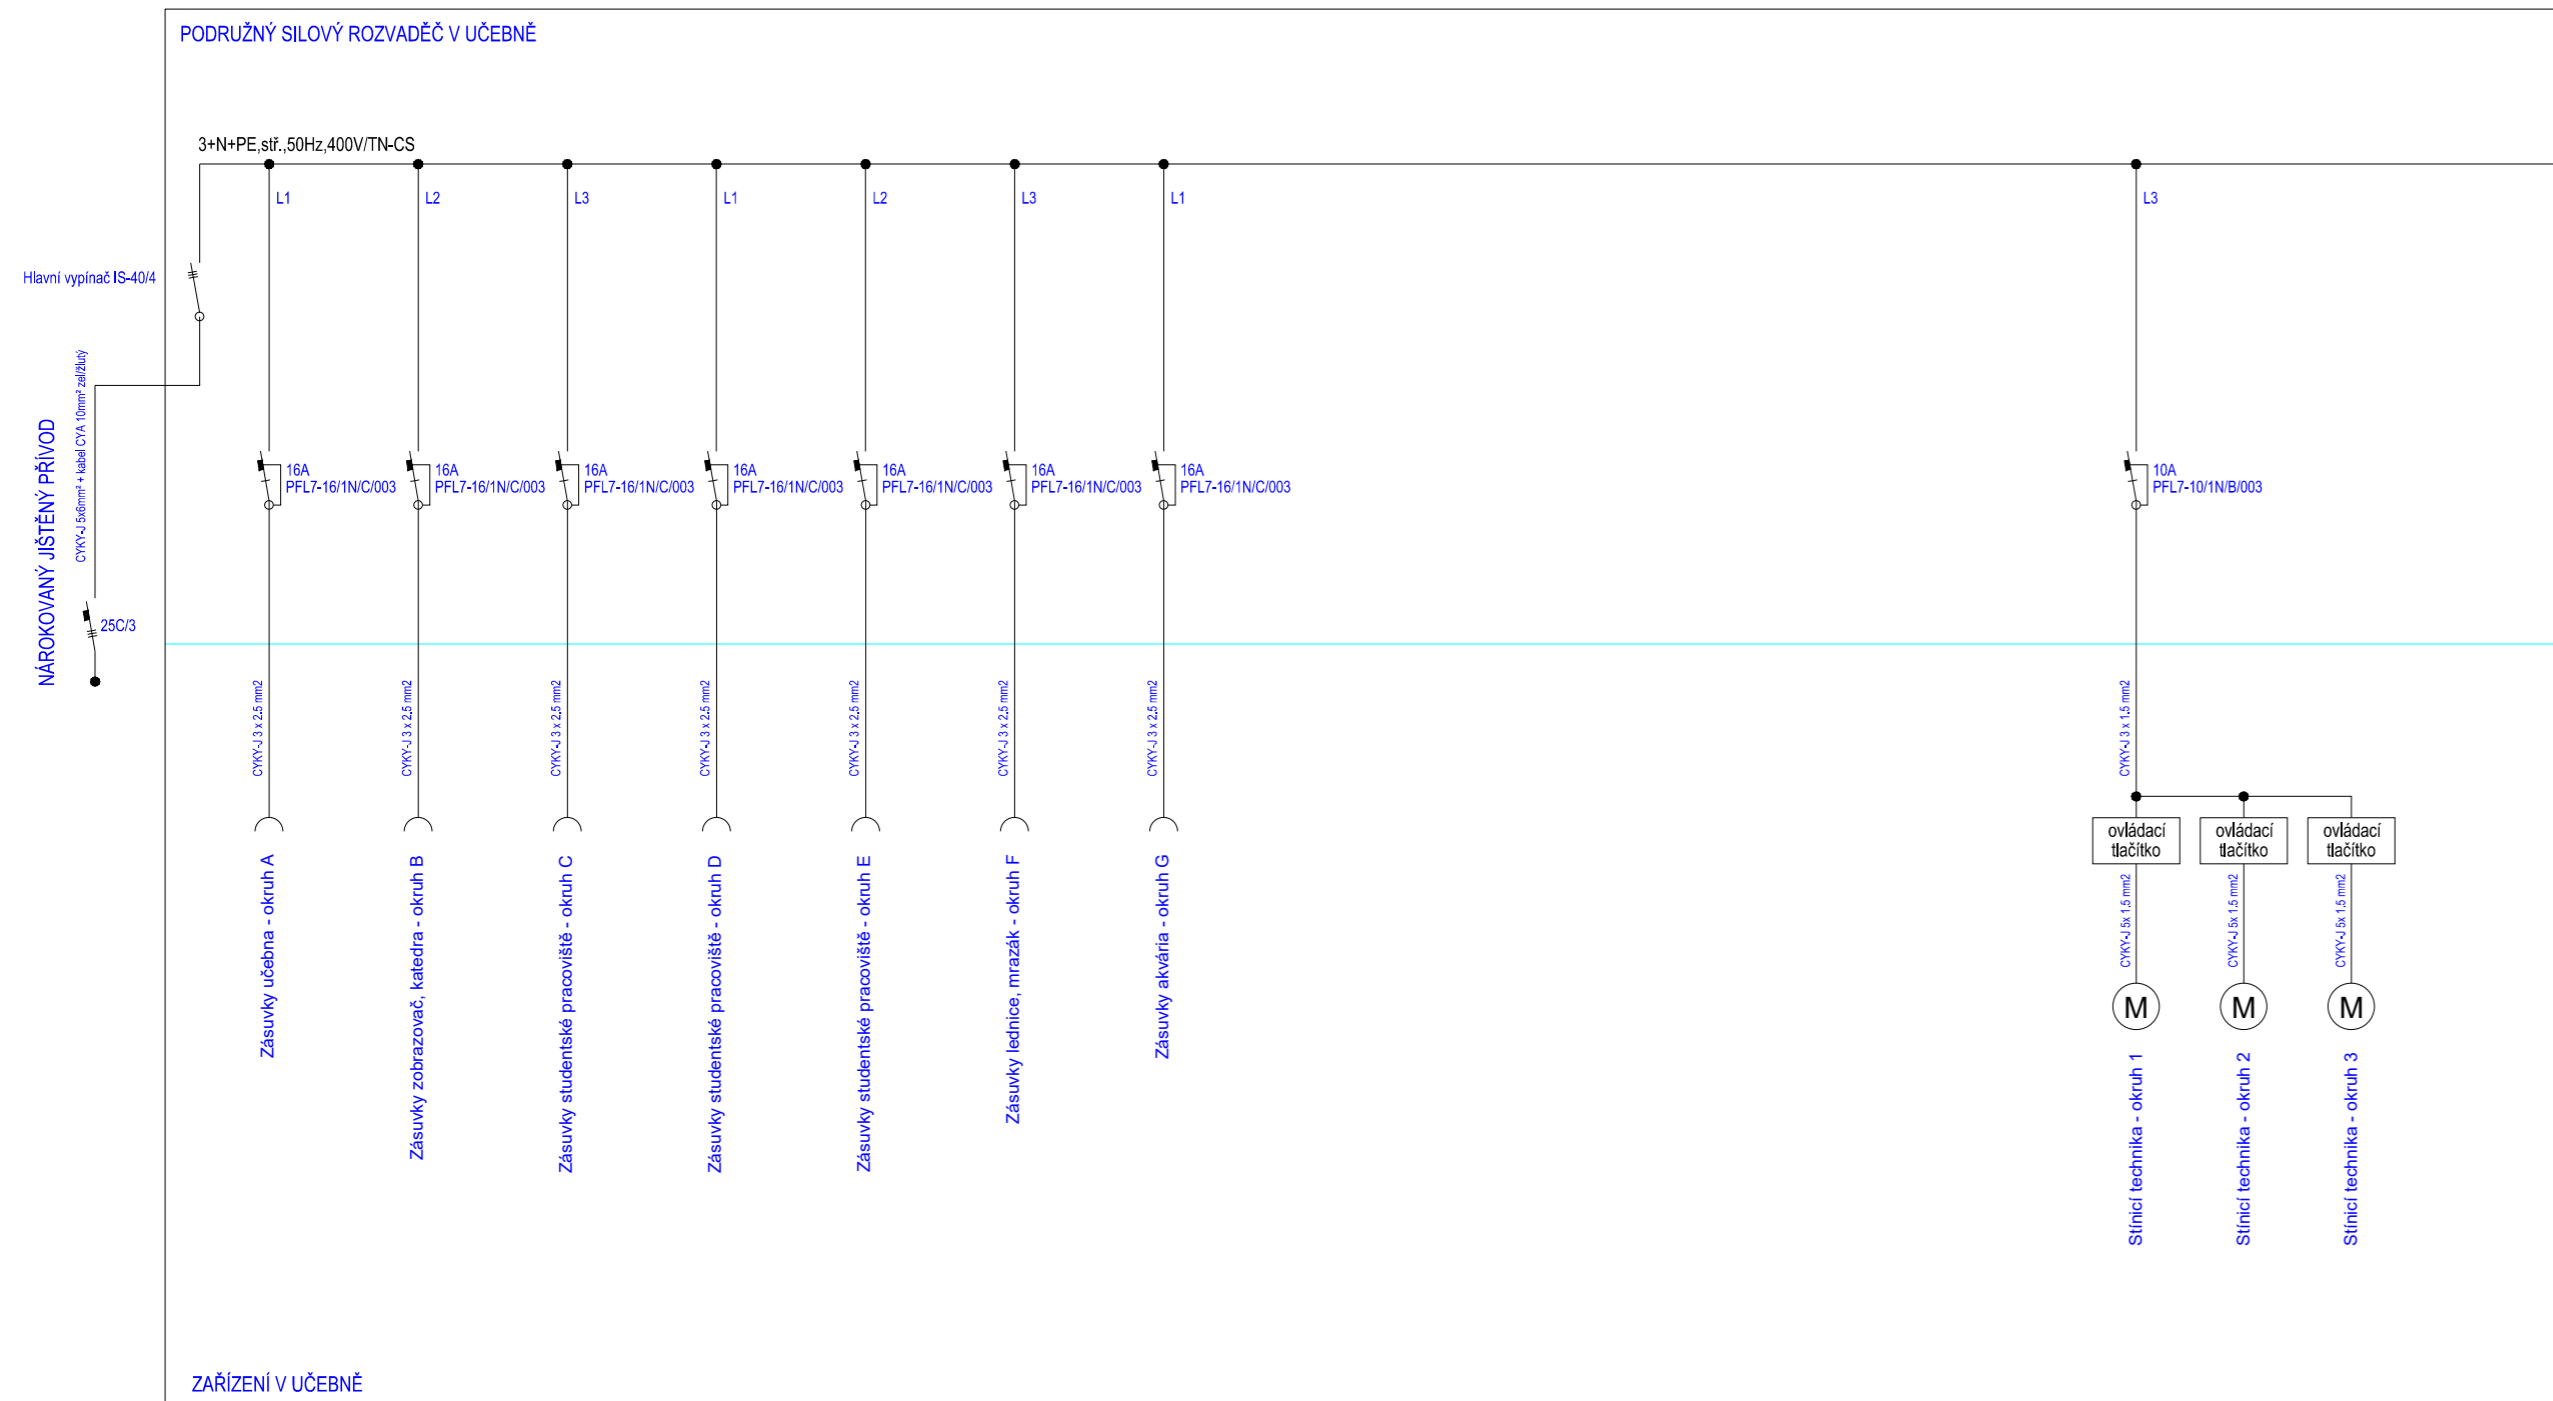 PODRUŽNÝ SILOVÝ ROZVADĚČ V UČEBNĚ
3+N+PE,stř.,50Hz,400V/TN-CS
L1
L2
L3
L1
L2
L3
L1
L3
Hlavní vypínač IS-40/4
NÁROKOVANÝ JIŠTĚNÝ PŘÍVOD
CYKY-J 5x6mm² + kabel CYA 10mm² zel/žlutý
25C/3
16A
PFL7-16/1N/C/003
16A
PFL7-16/1N/C/003
16A
PFL7-16/1N/C/003
16A
PFL7-16/1N/C/003
16A
PFL7-16/1N/C/003
16A
PFL7-16/1N/C/003
16A
PFL7-16/1N/C/003
10A
PFL7-10/1N/B/003
CYKY-J 3 x 2.5 mm2
CYKY-J 3 x 2.5 mm2
CYKY-J 3 x 2.5 mm2
CYKY-J 3 x 2.5 mm2
CYKY-J 3 x 2.5 mm2
CYKY-J 3 x 2.5 mm2
CYKY-J 3 x 2.5 mm2
CYKY-J 3 x 1.5 mm2
ovládací
tlačítko
ovládací
tlačítko
ovládací
tlačítko
CYKY-J 5x 1.5 mm2
CYKY-J 5x 1.5 mm2
CYKY-J 5x 1.5 mm2
M
M
M
Zásuvky učebna - okruh A
Zásuvky zobrazovač, katedra - okruh B
Zásuvky studentské pracoviště - okruh C
Zásuvky studentské pracoviště - okruh D
Zásuvky studentské pracoviště - okruh E
Zásuvky lednice, mrazák - okruh F
Zásuvky akvária - okruh G
Stínicí technika - okruh 1
Stínicí technika - okruh 2
Stínicí technika - okruh 3
ZAŘÍZENÍ V UČEBNĚ